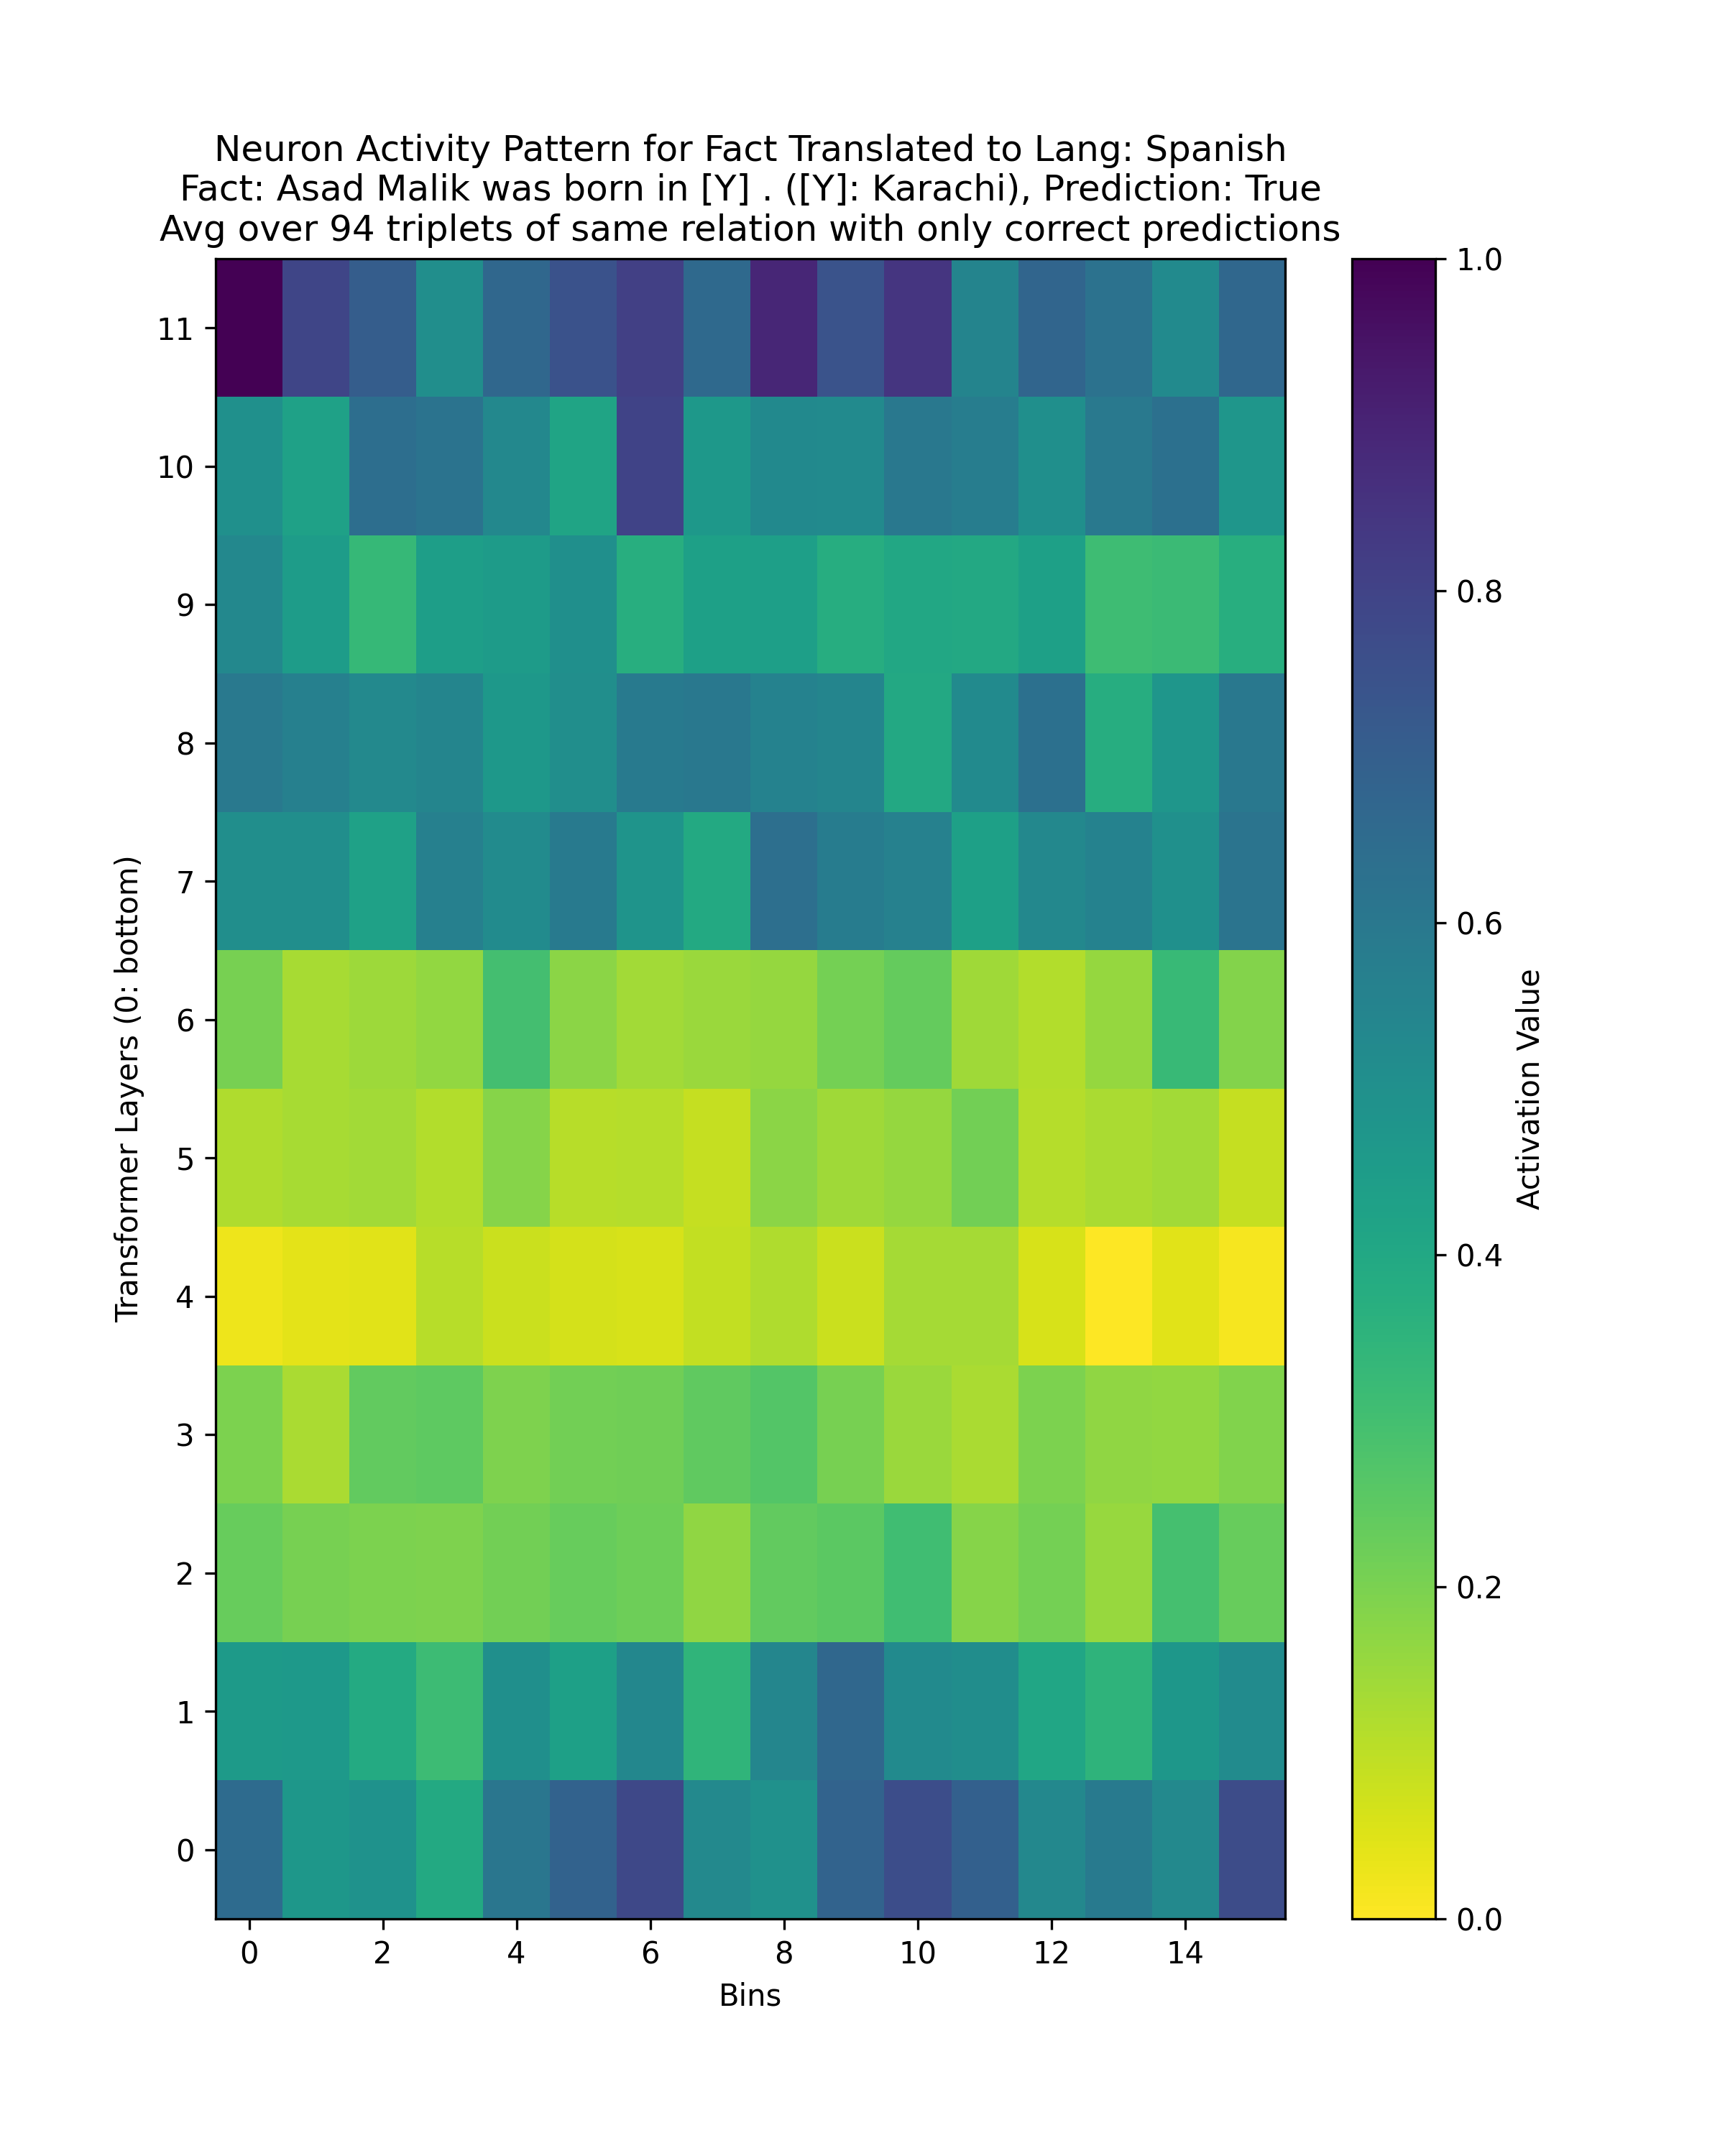 Neuron Activity Pattern for Fact Translated to Lang: Spanish
Fact: Asad Malik was born in [Y] . ([Y]: Karachi), Prediction: True
Avg over 94 triplets of same relation with only correct predictions
Transformer Layers (0: bottom)
11
10
9
8
7
6
5
4
3
2
1
0
0 2 4 6 8 10 12 14
Bins
1.0
0.8
0.6
0.4
0.2
0.0
Activation Value